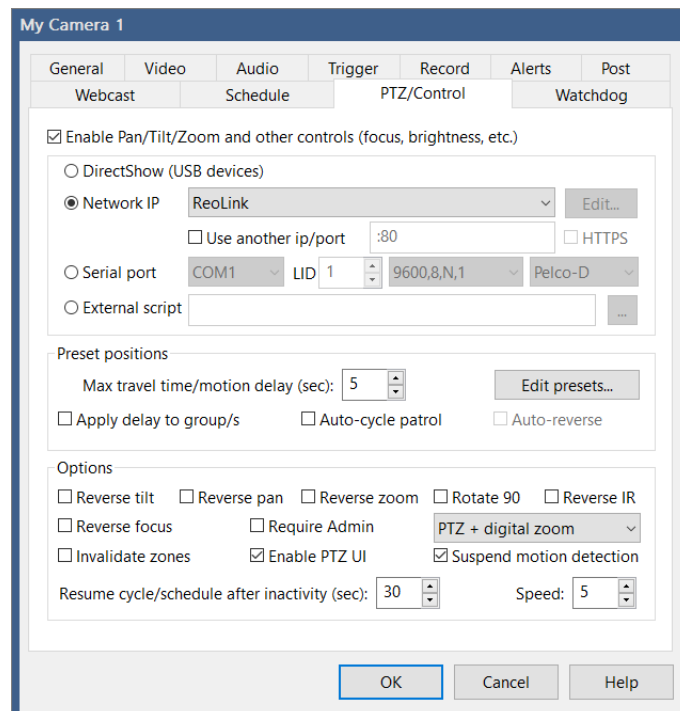 My Camera 1
General Video Audio Trigger Record Alerts Post
Webcast Schedule PTZ/Control Watchdog
Enable Pan/Tilt/Zoom and other controls (focus, brightness, etc.)
DirectShow (USB devices)
Network IP ReoLink Edit...
Use another ip/port :80 HTTPS
Serial port COM1 LID 1 9600,8,N,1 Pelco-D
External script ...
Preset positions
Max travel time/motion delay (sec): 5 Edit presets...
Apply delay to group/s Auto-cycle patrol Auto-reverse
Options
Reverse tilt Reverse pan Reverse zoom Rotate 90 Reverse IR
Reverse focus Require Admin PTZ + digital zoom
Invalidate zones Enable PTZ UI Suspend motion detection
Resume cycle/schedule after inactivity (sec): 30 Speed: 5
OK Cancel Help